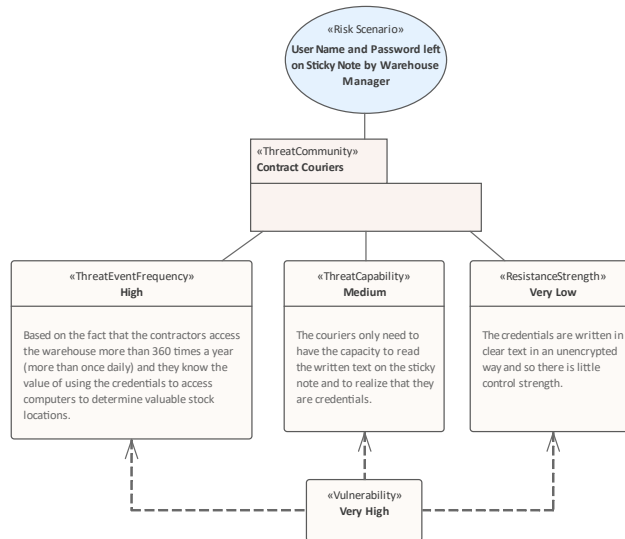 «Risk Scenario»
User Name and Password left
on Sticky Note by Warehouse
Manager
«ThreatCommunity»
Contract Couriers
«ThreatEventFrequency»
High
Based on the fact that the contractors access
the warehouse more than 360 times a year
(more than once daily) and they know the
value of using the credentials to access
computers to determine valuable stock
locations.
«ThreatCapability»
Medium
The couriers only need to
have the capacity to read
the written text on the sticky
note and to realize that they
are credentials.
«ResistanceStrength»
Very Low
The credentials are written in
clear text in an unencrypted
way and so there is little
control strength.
«Vulnerability»
Very High